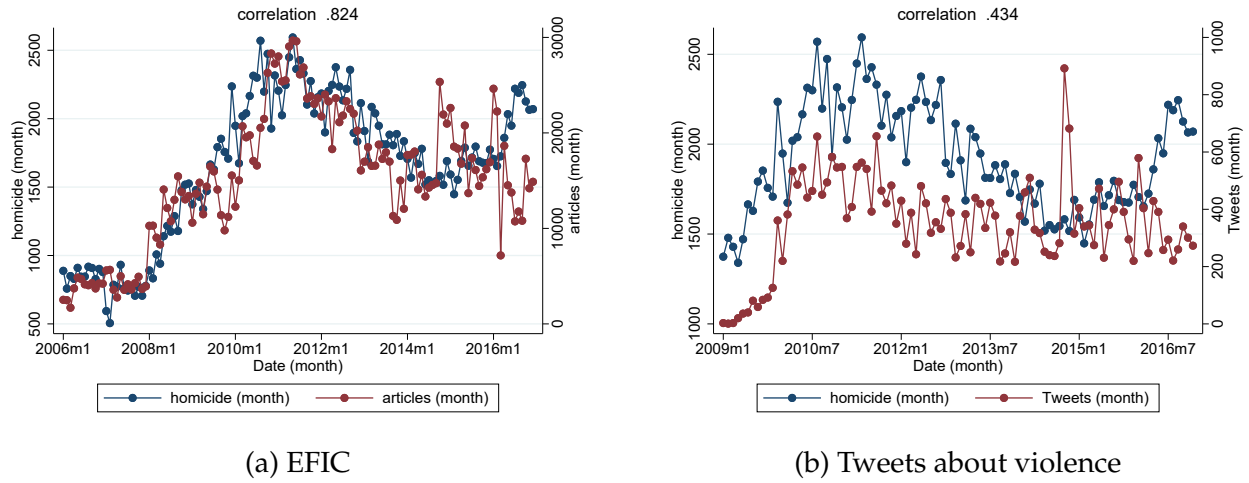 correlation .824
homicide (month)
2500
2000
1500
1000
500
articles (month)
30000
20000
10000
0
2006m1 2008m1 2010m1 2012m1 2014m1 2016m1
Date (month)
homicide (month) articles (month)
(a) EFIC
correlation .434
homicide (month)
2500
2000
1500
1000
Tweets (month)
1000
800
600
400
200
0
2009m1 2010m7 2012m1 2013m7 2015m1 2016m7
Date (month)
homicide (month) Tweets (month)
(b) Tweets about violence